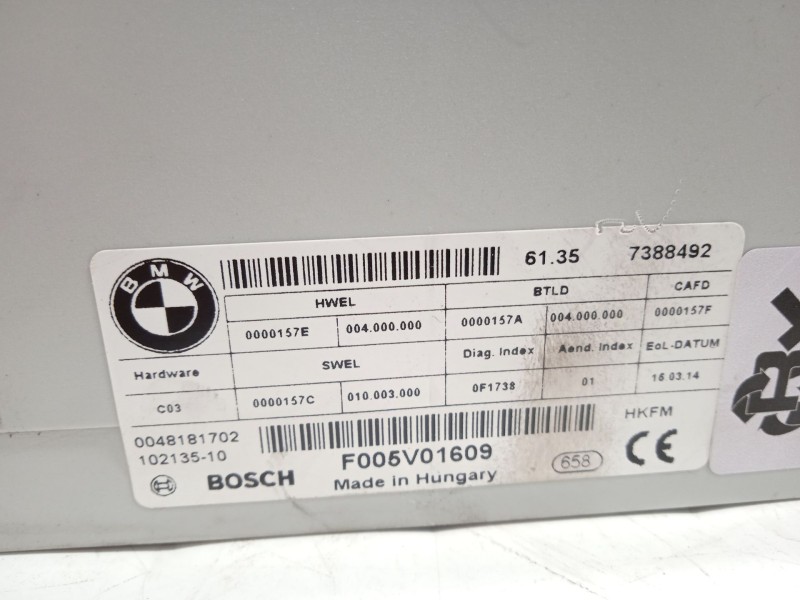 BMW
61.35 7388492
HWEL BTLD CAFD
0000157E 004.000.000 0000157A 004.000.000 0000157F
Hardware SWEL Diag. Index Aend. Index EoL-DATUM
C03 0000157C 010.003.000 0F1738 01 15.03.14
0048181702 HKFM
102135-10 F005V01609 658 CE
BOSCH Made in Hungary